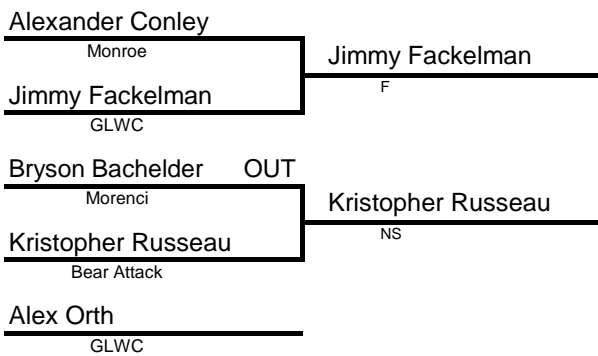 Alexander Conley
Monroe
Jimmy Fackelman
F
Jimmy Fackelman
GLWC
Bryson Bachelder OUT
Morenci
Kristopher Russeau
NS
Kristopher Russeau
Bear Attack
Alex Orth
GLWC